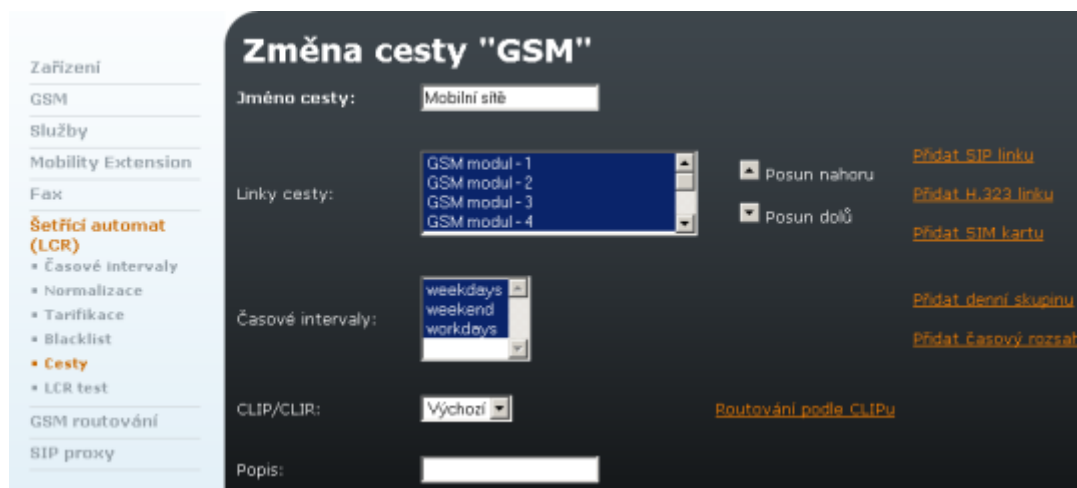 Změna cesty "GSM"
Zařízení
GSM
Služby
Mobility Extension
Fax
Šetřící automat
(LCR)
Časové intervaly
Normalizace
Tarifikace
Blacklist
Cesty
LCR test
GSM routování
SIP proxy
Jméno cesty: Mobilní sítě
Linky cesty:
GSM modul - 1
GSM modul - 2
GSM modul - 3
GSM modul - 4
Posun nahoru
Posun dolů
Přidat SIP linku
Přidat H.323 linku
Přidat SIM kartu
Časové intervaly:
weekdays
weekend
workdays
Přidat denní skupinu
Přidat časový rozsah
CLIP/CLIR: Výchozí Routování podle CLIPu
Popis: